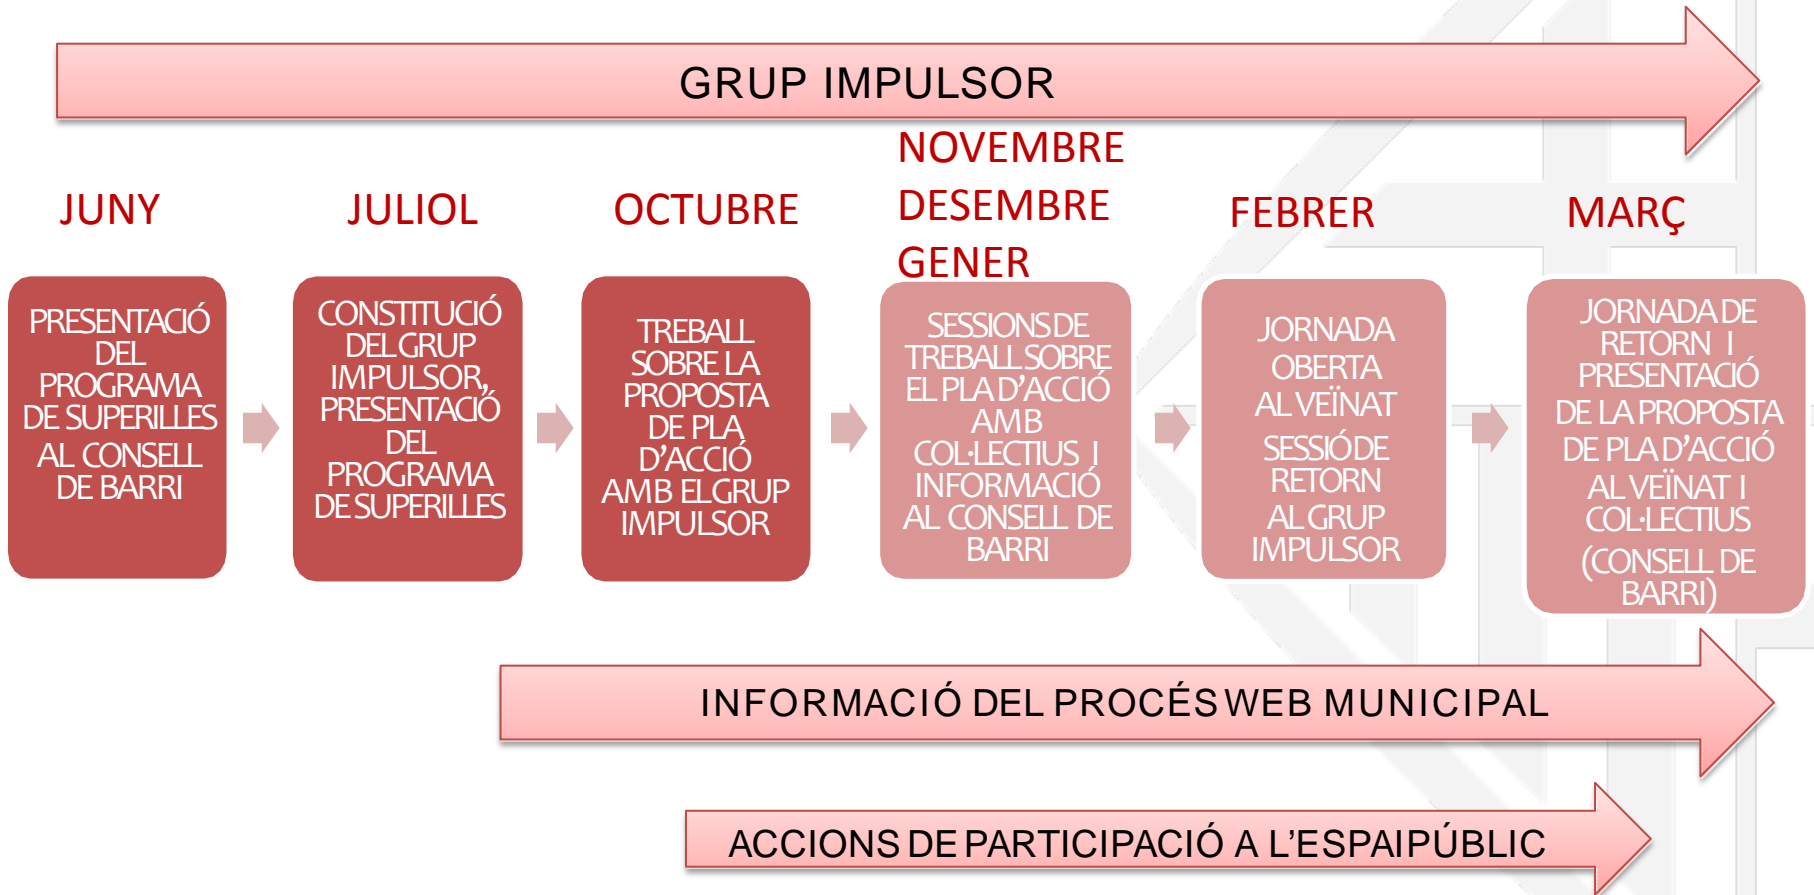 GRUP IMPULSOR
JUNY
JULIOL
OCTUBRE
NOVEMBRE
DESEMBRE
GENER
FEBRER
MARÇ
PRESENTACIÓ
DEL
PROGRAMA
DE SUPERILLES
AL CONSELL
DE BARRI
CONSTITUCIÓ
DEL GRUP
IMPULSOR,
PRESENTACIÓ
DEL
PROGRAMA
DE SUPERILLES
TREBALL
SOBRE LA
PROPOSTA
DE PLA
D’ACCIÓ
AMB EL GRUP
IMPULSOR
SESSIONS DE
TREBALL SOBRE
EL PLA D’ACCIÓ
AMB
COL·LECTIUS I
INFORMACIÓ
AL CONSELL DE
BARRI
JORNADA
OBERTA
AL VEÏNAT
SESSIÓ DE
RETORN
AL GRUP
IMPULSOR
JORNADA DE
RETORN I
PRESENTACIÓ
DE LA PROPOSTA
DE PLA D’ACCIÓ
AL VEÏNAT I
COL·LECTIUS
(CONSELL DE
BARRI)
INFORMACIÓ DEL PROCÉS WEB MUNICIPAL
ACCIONS DE PARTICIPACIÓ A L’ESPAI PÚBLIC